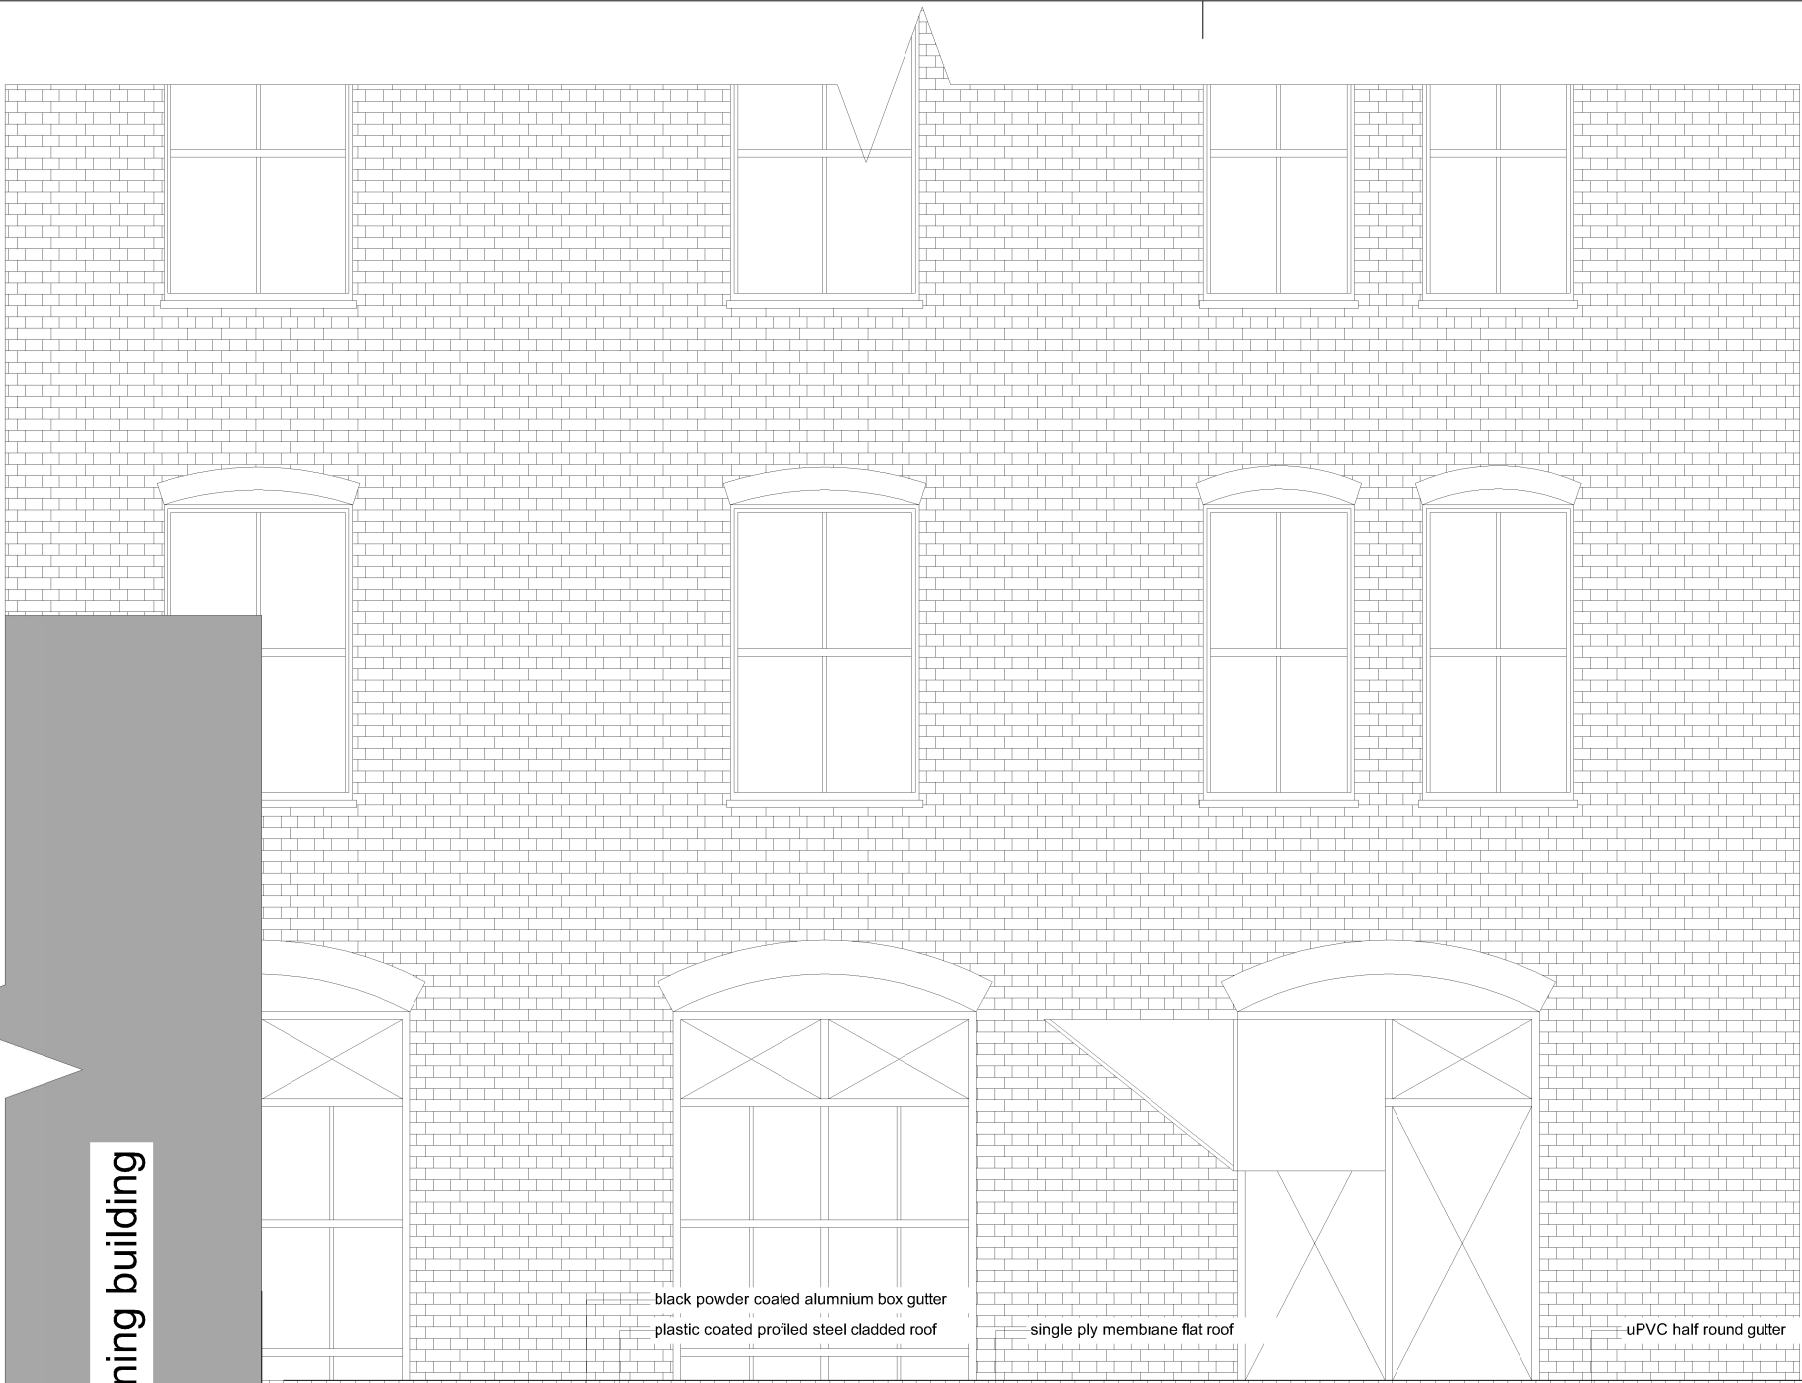 black powder coated alumnium box gutter
plastic coated profiled steel cladded roof
single ply membrane flat roof
uPVC half round gutter
ning building